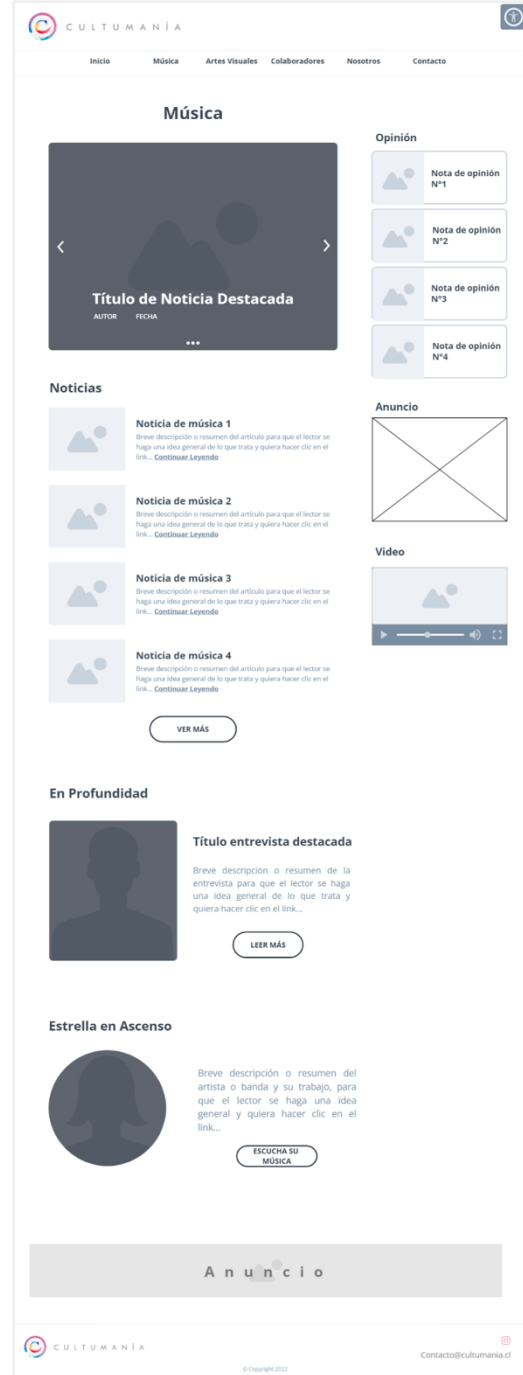 CULTUMANÍA
Inicio Música Artes Visuales Colaboradores Nosotros Contacto
Música
Título de Noticia Destacada
AUTOR FECHA
Noticias
Noticia de música 1
Breve descripción o resumen del artículo para que el lector se
haga una idea general de lo que trata y quiera hacer clic en el
link... Continuar Leyendo
Noticia de música 2
Breve descripción o resumen del artículo para que el lector se
haga una idea general de lo que trata y quiera hacer clic en el
link... Continuar Leyendo
Noticia de música 3
Breve descripción o resumen del artículo para que el lector se
haga una idea general de lo que trata y quiera hacer clic en el
link... Continuar Leyendo
Noticia de música 4
Breve descripción o resumen del artículo para que el lector se
haga una idea general de lo que trata y quiera hacer clic en el
link... Continuar Leyendo
VER MÁS
Opinión
Nota de opinión
N°1
Nota de opinión
N°2
Nota de opinión
N°3
Nota de opinión
N°4
Anuncio
Video
En Profundidad
Título entrevista destacada
Breve descripción o resumen de la
entrevista para que el lector se haga
una idea general de lo que trata y
quiera hacer clic en el link...
LEER MÁS
Estrella en Ascenso
Breve descripción o resumen del
artista o banda y su trabajo, para
que el lector se haga una idea
general y quiera hacer clic en el
link...
ESCUCHA SU
MÚSICA
Anuncio
CULTUMANÍA
Contacto@cultumania.cl
© Copyright 2022